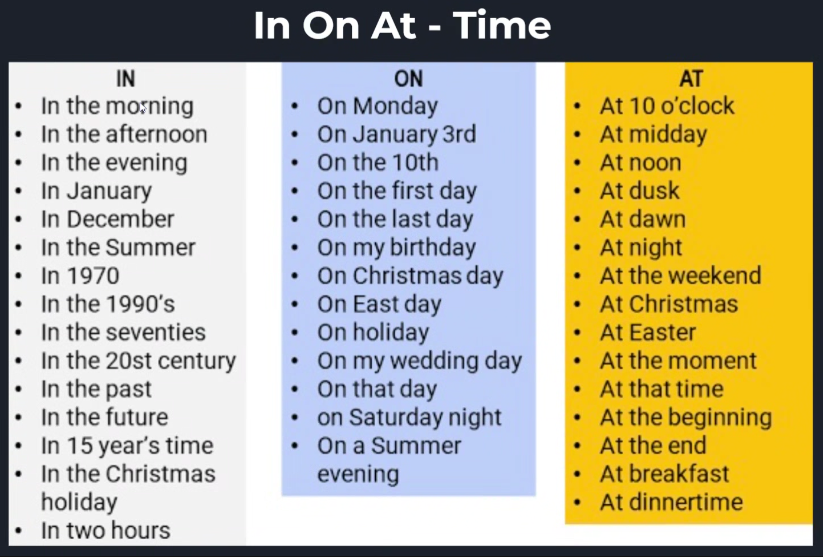 In On At - Time
IN
• In the morning
• In the afternoon
• In the evening
• In January
• In December
• In the Summer
• In 1970
• In the 1990’s
• In the seventies
• In the 20st century
• In the past
• In the future
• In 15 year’s time
• In the Christmas
holiday
• In two hours
ON
• On Monday
• On January 3rd
• On the 10th
• On the first day
• On the last day
• On my birthday
• On Christmas day
• On East day
• On holiday
• On my wedding day
• On that day
• on Saturday night
• On a Summer
evening
AT
• At 10 o’clock
• At midday
• At noon
• At dusk
• At dawn
• At night
• At the weekend
• At Christmas
• At Easter
• At the moment
• At that time
• At the beginning
• At the end
• At breakfast
• At dinnertime